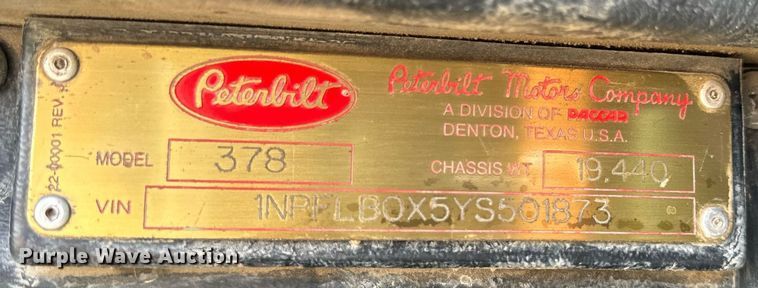 Peterbilt
Peterbilt Motors Company
A DIVISION OF PACCAR
DENTON, TEXAS U.S.A.
22-00001 REV.
MODEL 378
CHASSIS WT. 19,440
VIN 1NPFLB0X5YS501873
Purple Wave Auction